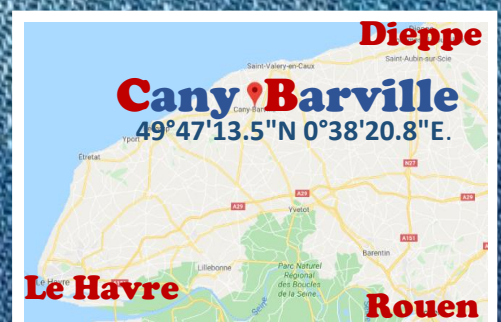 Dieppe
Saint-Valery-en-Caux
Saint-Aubin-sur-Scie
Cany Barville
49°47'13.5"N 0°38'20.8"E.
Yport
Étretat
N27
A29
A29
A29
Yvetot
A151
Barentin
Lillebonne
Parc Naturel
Régional
des Boucles
de la Seine
Le Havre
Seine
Rouen